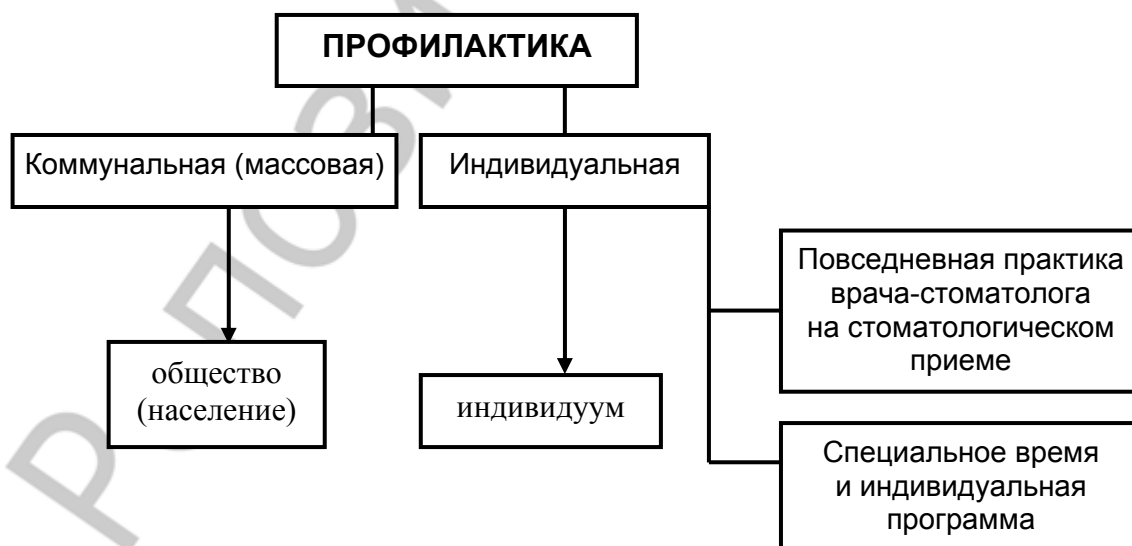 ПРОФИЛАКТИКА
Коммунальная (массовая)
Индивидуальная
общество
(население)
индивидуум
Повседневная практика
врача-стоматолога
на стоматологическом
приеме
Специальное время
и индивидуальная
программа